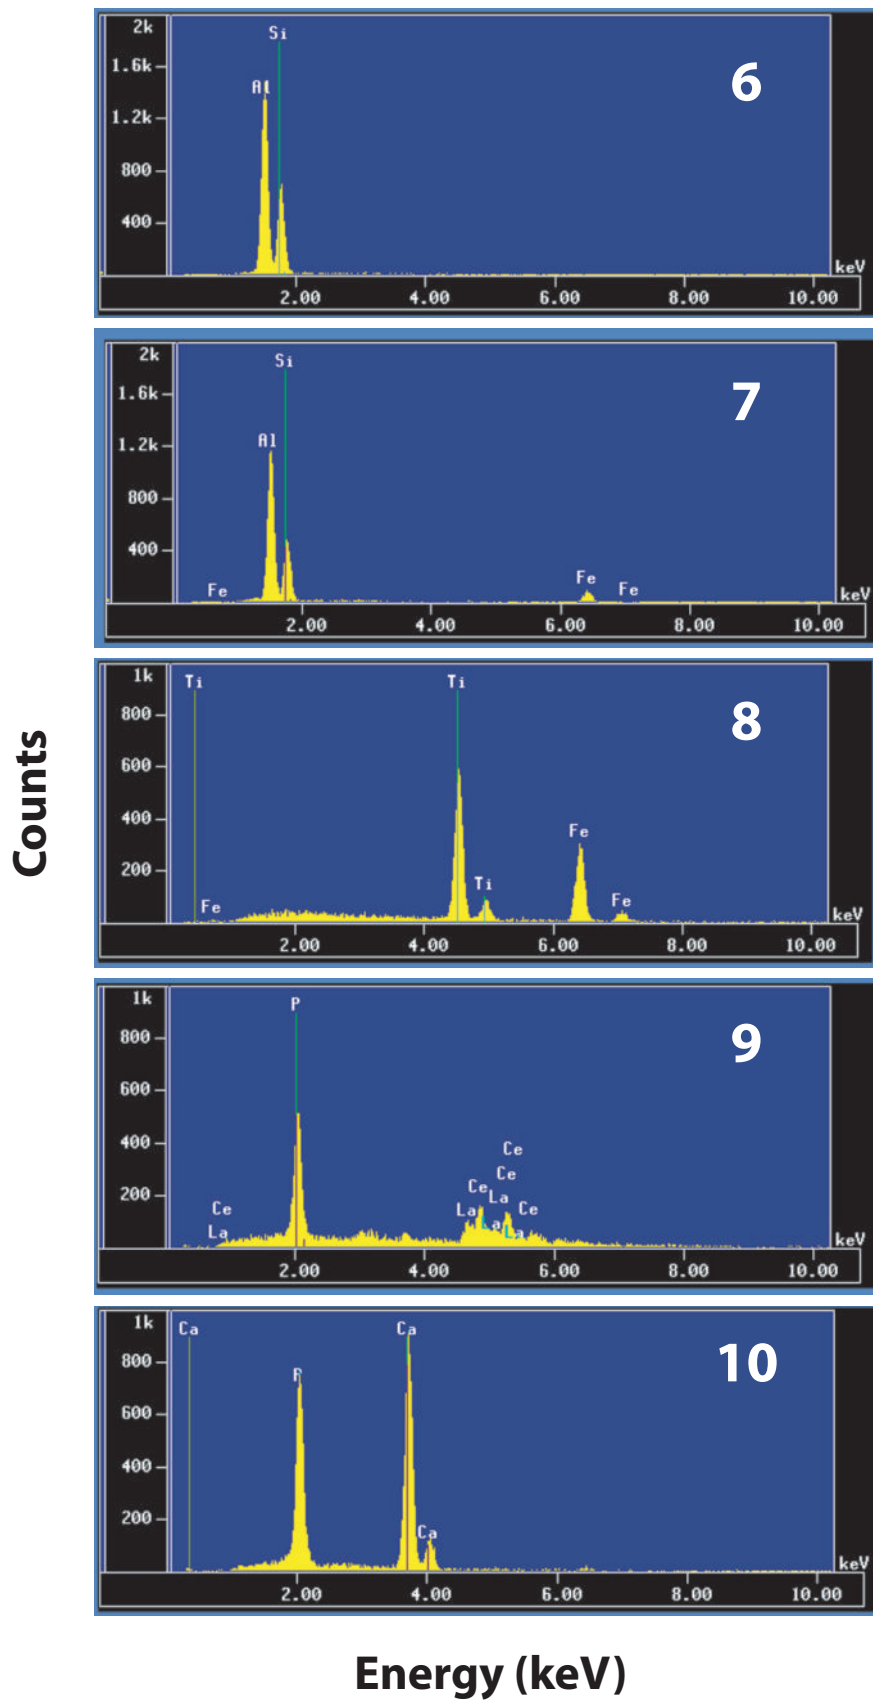 2k
Si
6
1.6k
Al
1.2k
800
400
keV
2.00 4.00 6.00 8.00 10.00
2k
Si
7
1.6k
Al
1.2k
800
400
Fe Fe Fe
keV
2.00 4.00 6.00 8.00 10.00
1k
Ti Ti
8
800
600
400
Fe
200
Ti
Fe Fe
keV
2.00 4.00 6.00 8.00 10.00
1k
P
9
800
600
400
Ce
Ce
200
Ce La
Ce La Ce
La a a
keV
2.00 4.00 6.00 8.00 10.00
1k
Ca Ca
10
800
P
600
400
200
Ca
keV
2.00 4.00 6.00 8.00 10.00
Counts
Energy (keV)